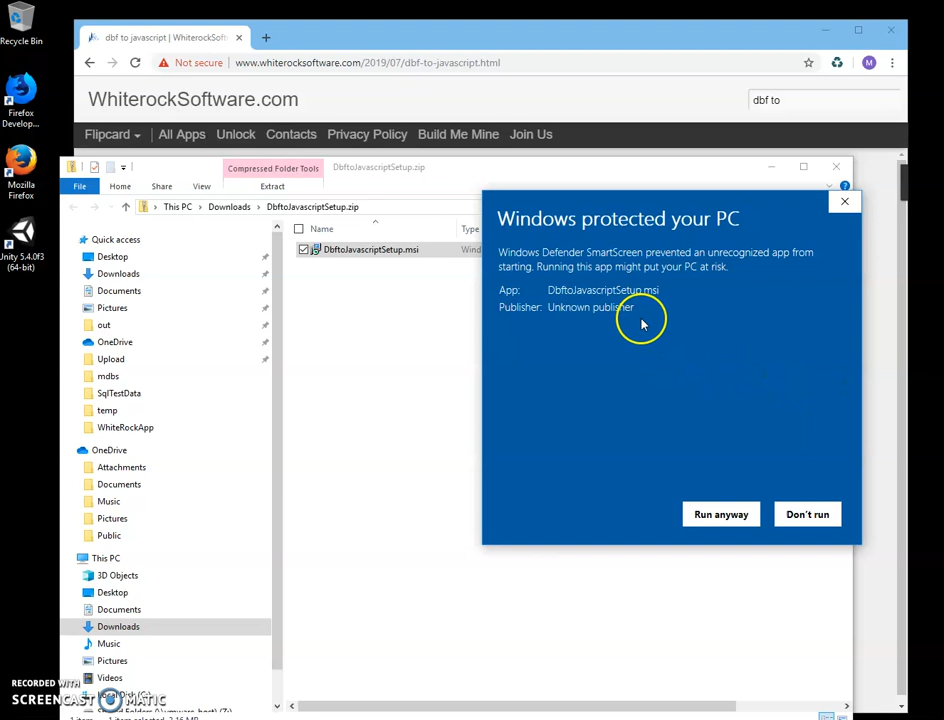 Recycle Bin
Firefox
Develop...
Mozilla
Firefox
Unity 5.4.0f3
(64-bit)
dbf to javascript | WhiterockSoft
Not secure
www.whiterocksoftware.com/2019/07/dbf-to-javascript.html
M
WhiterockSoftware.com
dbf to
Flipcard
All Apps
Unlock
Contacts
Privacy Policy
Build Me Mine
Join Us
Compressed Folder Tools
DbftoJavascriptSetup.zip
File
Home
Share
View
Extract
This PC > Downloads > DbftoJavascriptSetup.zip
Name
Type
DbftoJavascriptSetup.msi
Wind
Quick access
Desktop
Downloads
Documents
Pictures
out
OneDrive
Upload
mdbs
SqlTestData
temp
WhiteRockApp
OneDrive
Attachments
Documents
Music
Pictures
Public
This PC
3D Objects
Desktop
Documents
Downloads
Music
Pictures
Videos
Windows protected your PC
Windows Defender SmartScreen prevented an unrecognized app from
starting. Running this app might put your PC at risk.
App: DbftoJavascriptSetup.msi
Publisher: Unknown publisher
Run anyway
Don't run
RECORDED WITH
SCREENCAST MATIC